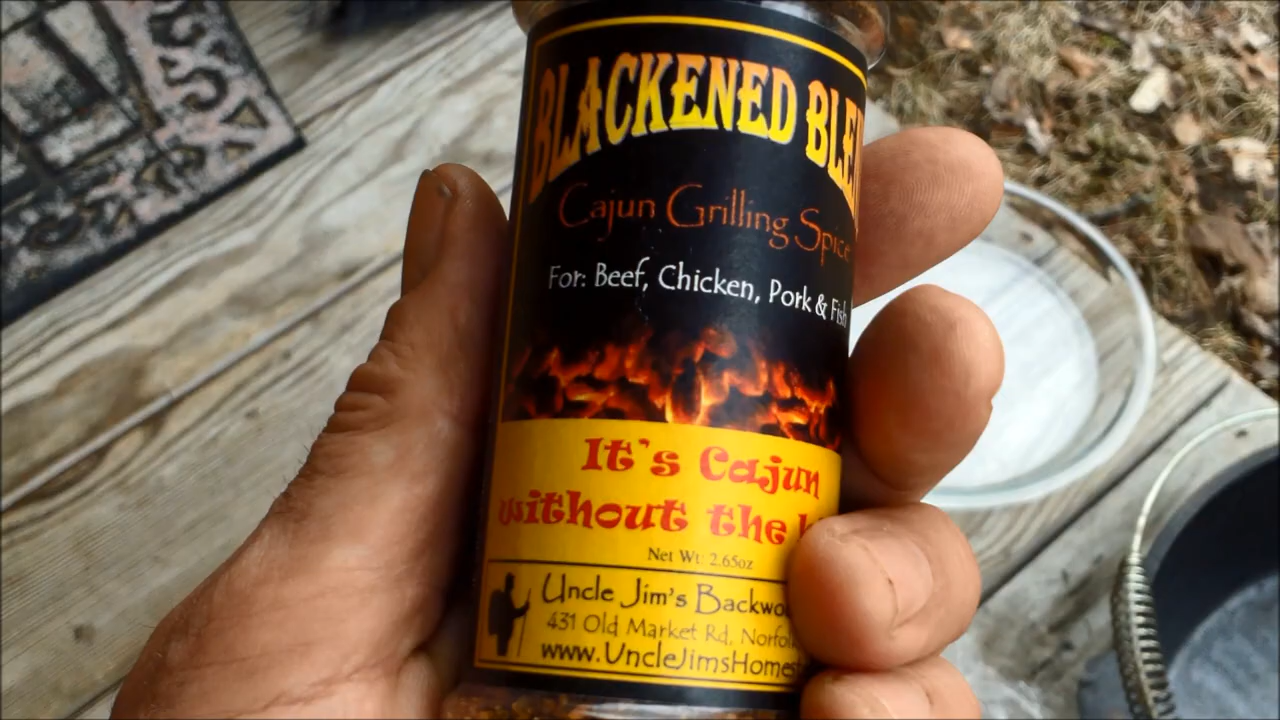 BLACKENED BLE
Cajun Grilling Spice
For: Beef, Chicken, Pork & Fish
It's Cajun
without the
Net Wt: 2.65oz
Uncle Jim's Backwo
431 Old Market Rd, Norfol
www.UncleJimsHomest